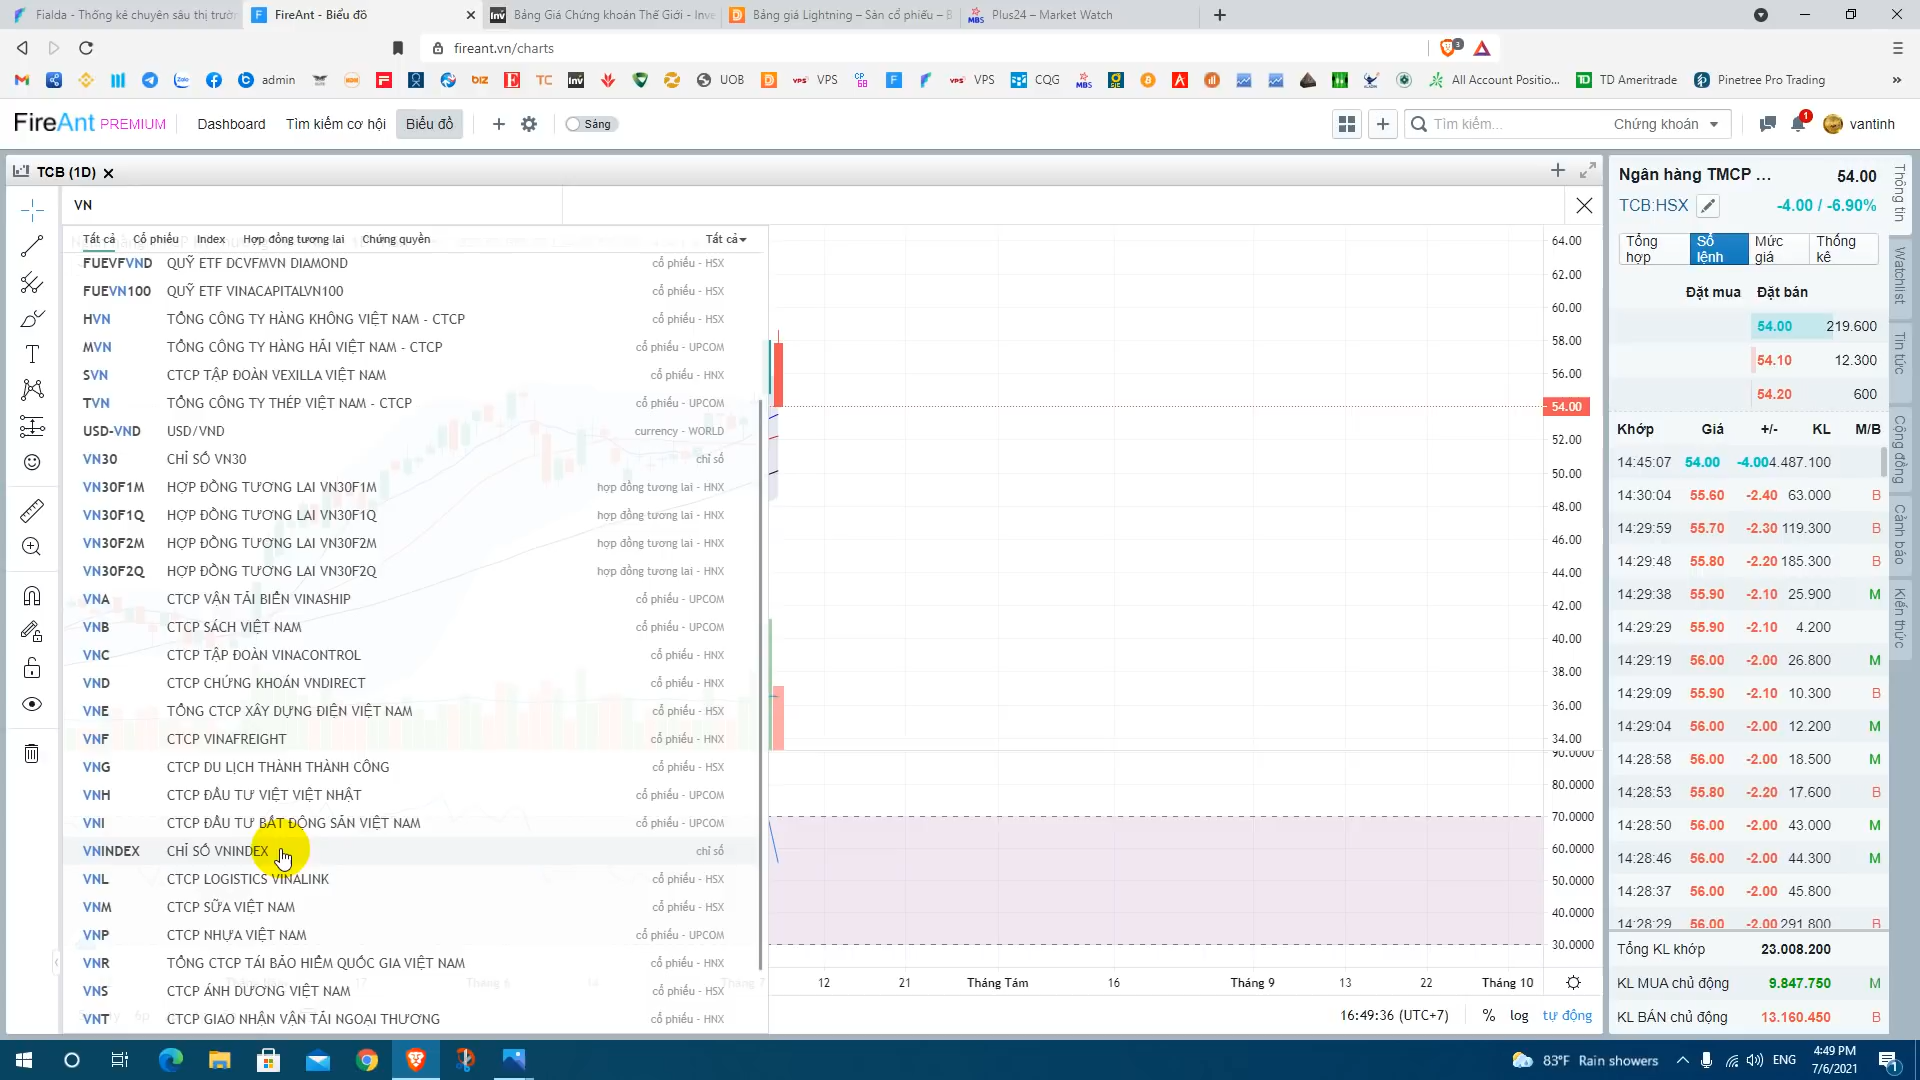 Fialda - Thống kê chuyên sâu thị trườn
FireAnt - Biểu đồ
Bảng Giá Chứng khoán Thế Giới - Inve
Bảng giá Lightning – Sàn cổ phiếu – B
Plus24 – Market Watch
fireant.vn/charts
3
admin
UOB
VPS
VPS
CQG
All Account Positio...
TD Ameritrade
Pinetree Pro Trading
FireAnt PREMIUM
Dashboard
Tìm kiếm cơ hội
Biểu đồ
Sáng
Tìm kiếm...
Chứng khoán
1
vantinh
TCB (1D)
VN
Tất cả
Cổ phiếu
Index
Hợp đồng tương lai
Chứng quyền
Tất cả
FUEVFVND QUỸ ETF DCVFMVN DIAMOND cổ phiếu - HSX
FUEVN100 QUỸ ETF VINACAPITALVN100 cổ phiếu - HSX
HVN TỔNG CÔNG TY HÀNG KHÔNG VIỆT NAM - CTCP cổ phiếu - HSX
MVN TỔNG CÔNG TY HÀNG HẢI VIỆT NAM - CTCP cổ phiếu - UPCOM
SVN CTCP TẬP ĐOÀN VEXILLA VIỆT NAM cổ phiếu - HNX
TVN TỔNG CÔNG TY THÉP VIỆT NAM - CTCP cổ phiếu - UPCOM
USD-VND USD/VND currency - WORLD
VN30 CHỈ SỐ VN30 chỉ số
VN30F1M HỢP ĐỒNG TƯƠNG LAI VN30F1M hợp đồng tương lai - HNX
VN30F1Q HỢP ĐỒNG TƯƠNG LAI VN30F1Q hợp đồng tương lai - HNX
VN30F2M HỢP ĐỒNG TƯƠNG LAI VN30F2M hợp đồng tương lai - HNX
VN30F2Q HỢP ĐỒNG TƯƠNG LAI VN30F2Q hợp đồng tương lai - HNX
VNA CTCP VẬN TẢI BIỂN VINASHIP cổ phiếu - UPCOM
VNB CTCP SÁCH VIỆT NAM cổ phiếu - UPCOM
VNC CTCP TẬP ĐOÀN VINACONTROL cổ phiếu - HNX
VND CTCP CHỨNG KHOÁN VNDIRECT cổ phiếu - HSX
VNE TỔNG CTCP XÂY DỰNG ĐIỆN VIỆT NAM cổ phiếu - HSX
VNF CTCP VINAFREIGHT cổ phiếu - HNX
VNG CTCP DU LỊCH THÀNH THÀNH CÔNG cổ phiếu - HSX
VNH CTCP ĐẦU TƯ VIỆT VIỆT NHẬT cổ phiếu - UPCOM
VNI CTCP ĐẦU TƯ BẤT ĐỘNG SẢN VIỆT NAM cổ phiếu - UPCOM
VNINDEX CHỈ SỐ VNINDEX chỉ số
VNL CTCP LOGISTICS VINALINK cổ phiếu - HSX
VNM CTCP SỮA VIỆT NAM cổ phiếu - HSX
VNP CTCP NHỰA VIỆT NAM cổ phiếu - UPCOM
VNR TỔNG CTCP TÁI BẢO HIỂM QUỐC GIA VIỆT NAM cổ phiếu - HNX
VNS CTCP ÁNH DƯƠNG VIỆT NAM cổ phiếu - HSX
VNT CTCP GIAO NHẬN VẬN TẢI NGOẠI THƯƠNG cổ phiếu - HNX
64.00
62.00
60.00
58.00
56.00
54.00
52.00
50.00
48.00
46.00
44.00
42.00
40.00
38.00
36.00
34.00
90.0000
80.0000
70.0000
60.0000
50.0000
40.0000
30.0000
17 Tháng 6 14 Tháng 7 12 21 Tháng Tám 16 Tháng 9 13 22 Tháng 10
16:49:36 (UTC+7) % log tự động
Ngân hàng TMCP ... 54.00
TCB:HSX -4.00 / -6.90%
Tổng hợp
Sổ lệnh
Mức giá
Thống kê
Đặt mua Đặt bán
54.00 219.600
54.10 12.300
54.20 600
Khớp Giá +/- KL M/B
14:45:07 54.00 -4.00 4.487.100
14:30:04 55.60 -2.40 63.000 B
14:29:59 55.70 -2.30 119.300 B
14:29:48 55.80 -2.20 185.300 B
14:29:38 55.90 -2.10 25.900 M
14:29:29 55.90 -2.10 4.200
14:29:19 56.00 -2.00 26.800 M
14:29:09 55.90 -2.10 10.300 B
14:29:04 56.00 -2.00 12.200 M
14:28:58 56.00 -2.00 18.500 M
14:28:53 55.80 -2.20 17.600 B
14:28:50 56.00 -2.00 43.000 M
14:28:46 56.00 -2.00 44.300 M
14:28:37 56.00 -2.00 45.800
14:28:29 56.00 -2.00 291.800 B
Tổng KL khớp 23.008.200
KL MUA chủ động 9.847.750 M
KL BÁN chủ động 13.160.450 B
Thông tin
Watchlist
Tin tức
Cộng đồng
Cảnh báo
Kiến thức
83°F Rain showers
ENG
4:49 PM
7/6/2021
1